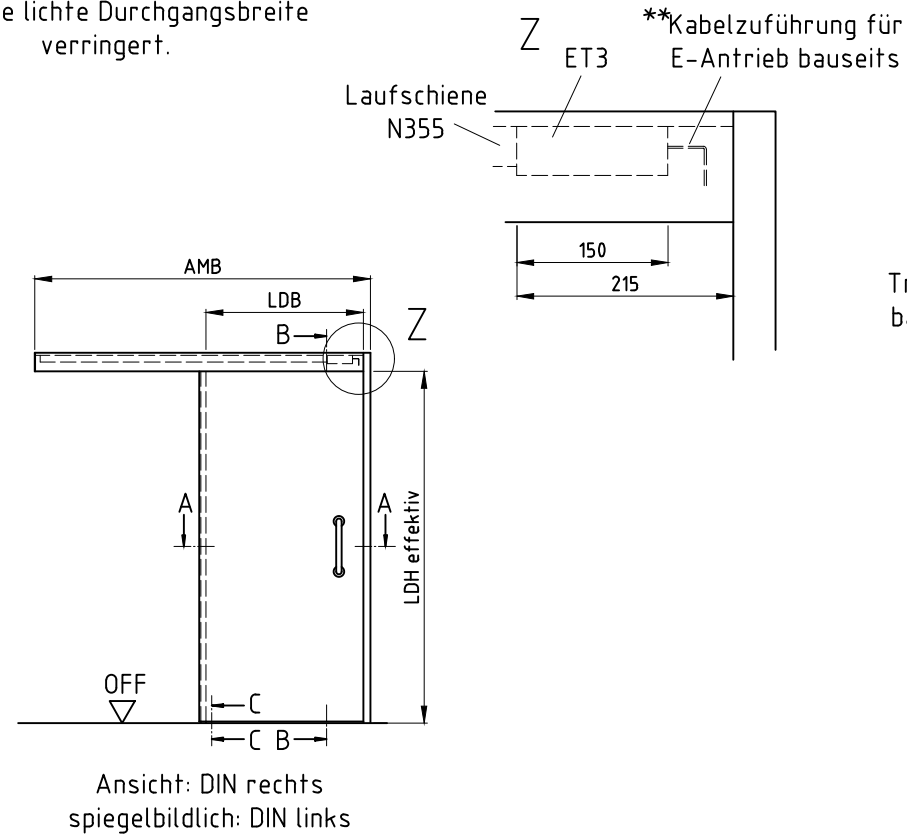 e lichte Durchgangsbreite
verringert.
Z
**Kabelzuführung für
E-Antrieb bauseits
ET3
Laufschiene
N355
150
215
AMB
LDB
B
Z
A
A
LDH effektiv
OFF
C
C B
Ansicht: DIN rechts
spiegelbildlich: DIN links